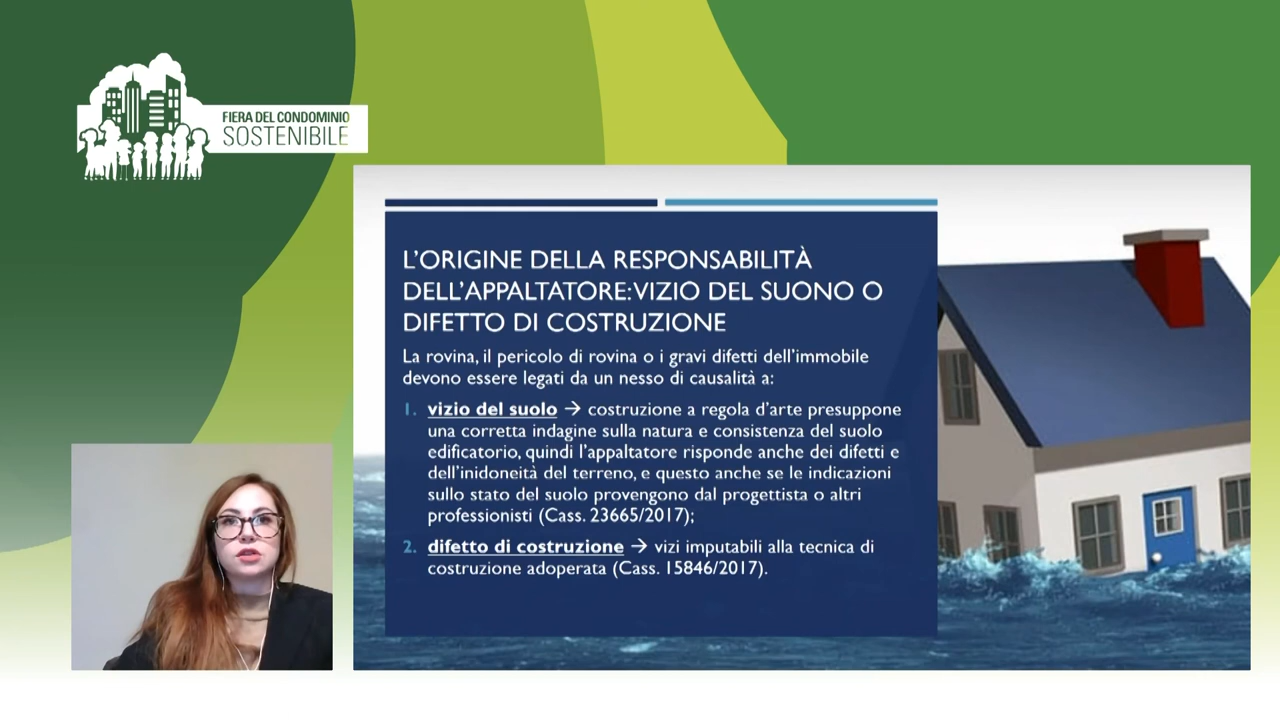 FIERA DEL CONDOMINIO
SOSTENIBILE
L'ORIGINE DELLA RESPONSABILITÀ
DELL'APPALTATORE: VIZIO DEL SUONO O
DIFETTO DI COSTRUZIONE
La rovina, il pericolo di rovina o i gravi difetti dell'immobile
devono essere legati da un nesso di causalità a:
1. vizio del suolo → costruzione a regola d'arte presuppone
una corretta indagine sulla natura e consistenza del suolo
edificatorio, quindi l'appaltatore risponde anche dei difetti e
dell'inidoneità del terreno, e questo anche se le indicazioni
sullo stato del suolo provengono dal progettista o altri
professionisti (Cass. 23665/2017);
2. difetto di costruzione → vizi imputabili alla tecnica di
costruzione adoperata (Cass. 15846/2017).